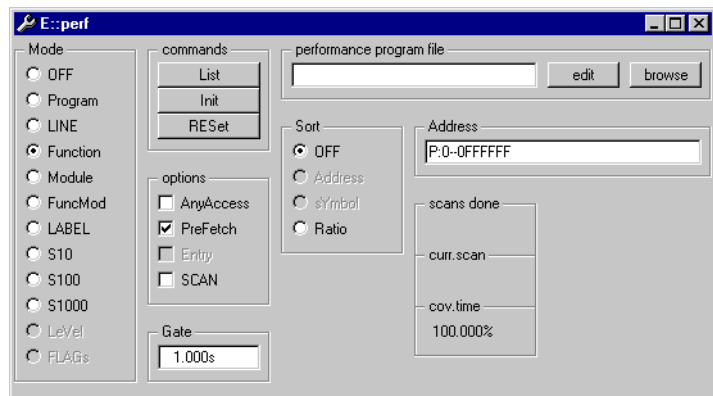 E::perf
Mode
OFF
Program
LINE
Function
Module
FuncMod
LABEL
S10
S100
S1000
LeVel
FLAGs
commands
List
Init
RESet
options
AnyAccess
PreFetch
Entry
SCAN
Gate
1.000s
performance program file
edit
browse
Sort
OFF
Address
sYmbol
Ratio
Address
P:0--0FFFFFF
scans done
curr.scan
cov.time
100.000%